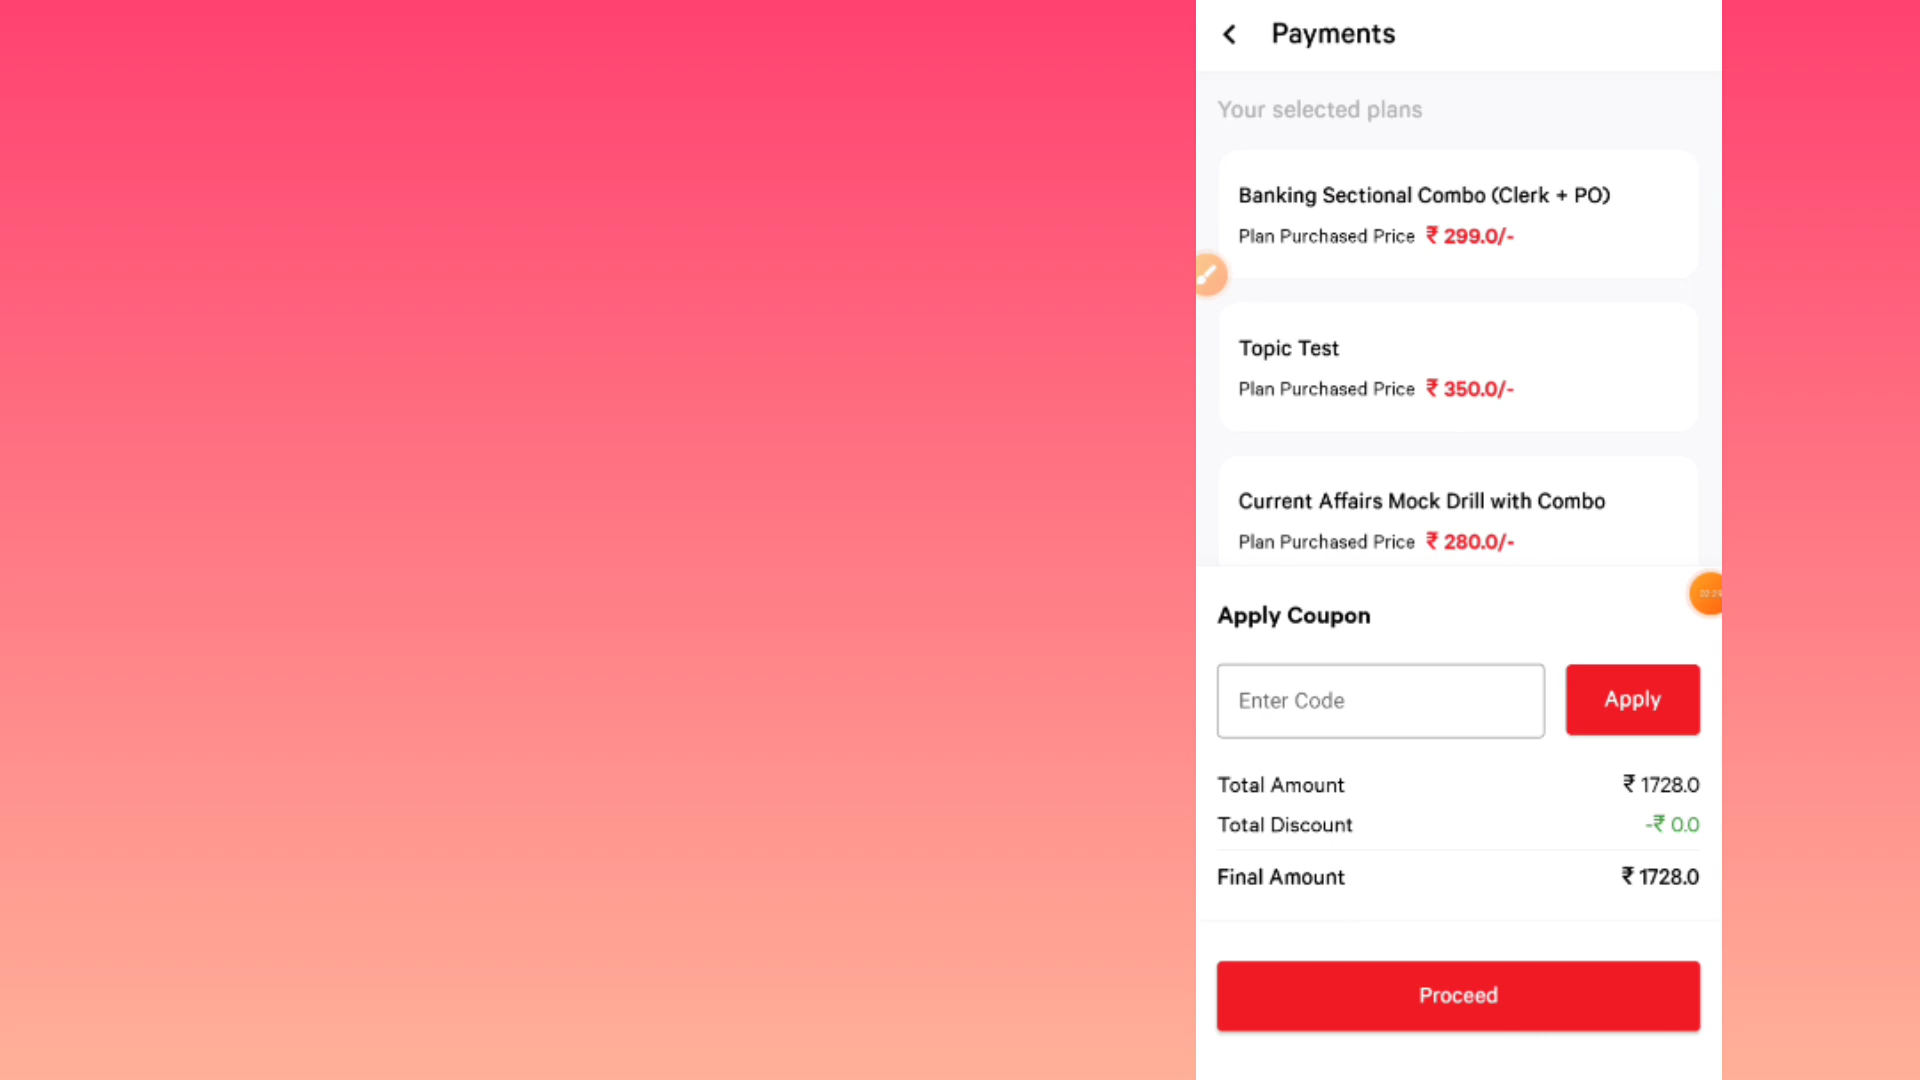 Payments
Your selected plans
Banking Sectional Combo (Clerk + PO)
Plan Purchased Price ₹ 299.0/-
Topic Test
Plan Purchased Price ₹ 350.0/-
Current Affairs Mock Drill with Combo
Plan Purchased Price ₹ 280.0/-
Apply Coupon
Enter Code
Apply
Total Amount ₹ 1728.0
Total Discount -₹ 0.0
Final Amount ₹ 1728.0
Proceed